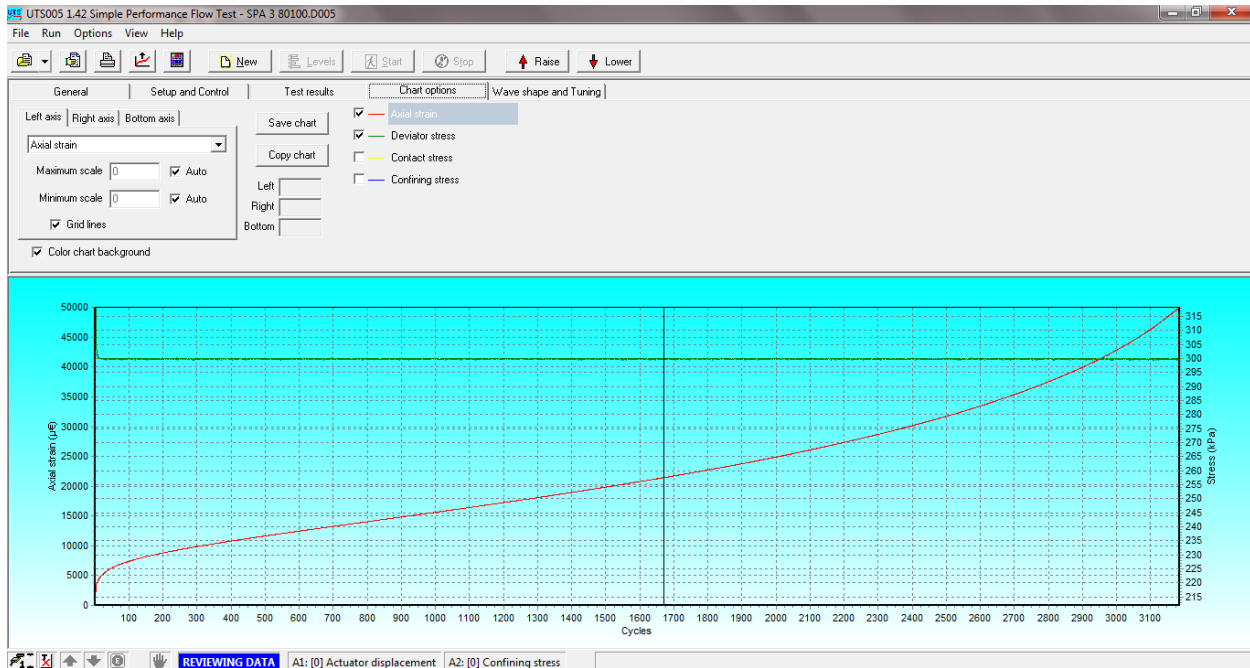 UTS005 1.42 Simple Performance Flow Test - SPA 3 80100.D005
File Run Options View Help
New Levels Start Stop Raise Lower
General Setup and Control Test results Chart options Wave shape and Tuning
Left axis Right axis Bottom axis
Axial strain
Maximum scale 0 Auto
Minimum scale 0 Auto
Grid lines
Color chart background
Save chart
Copy chart
Left
Right
Bottom
Axial strain
Deviator stress
Contact stress
Confining stress
50000
45000
40000
35000
30000
25000
20000
15000
10000
5000
0
Axial strain (µ€)
315
310
305
300
295
290
285
280
275
270
265
260
255
250
245
240
235
230
225
220
215
Stress (kPa)
100 200 300 400 500 600 700 800 900 1000 1100 1200 1300 1400 1500 1600 1700 1800 1900 2000 2100 2200 2300 2400 2500 2600 2700 2800 2900 3000 3100
Cycles
REVIEWING DATA A1: [0] Actuator displacement A2: [0] Confining stress